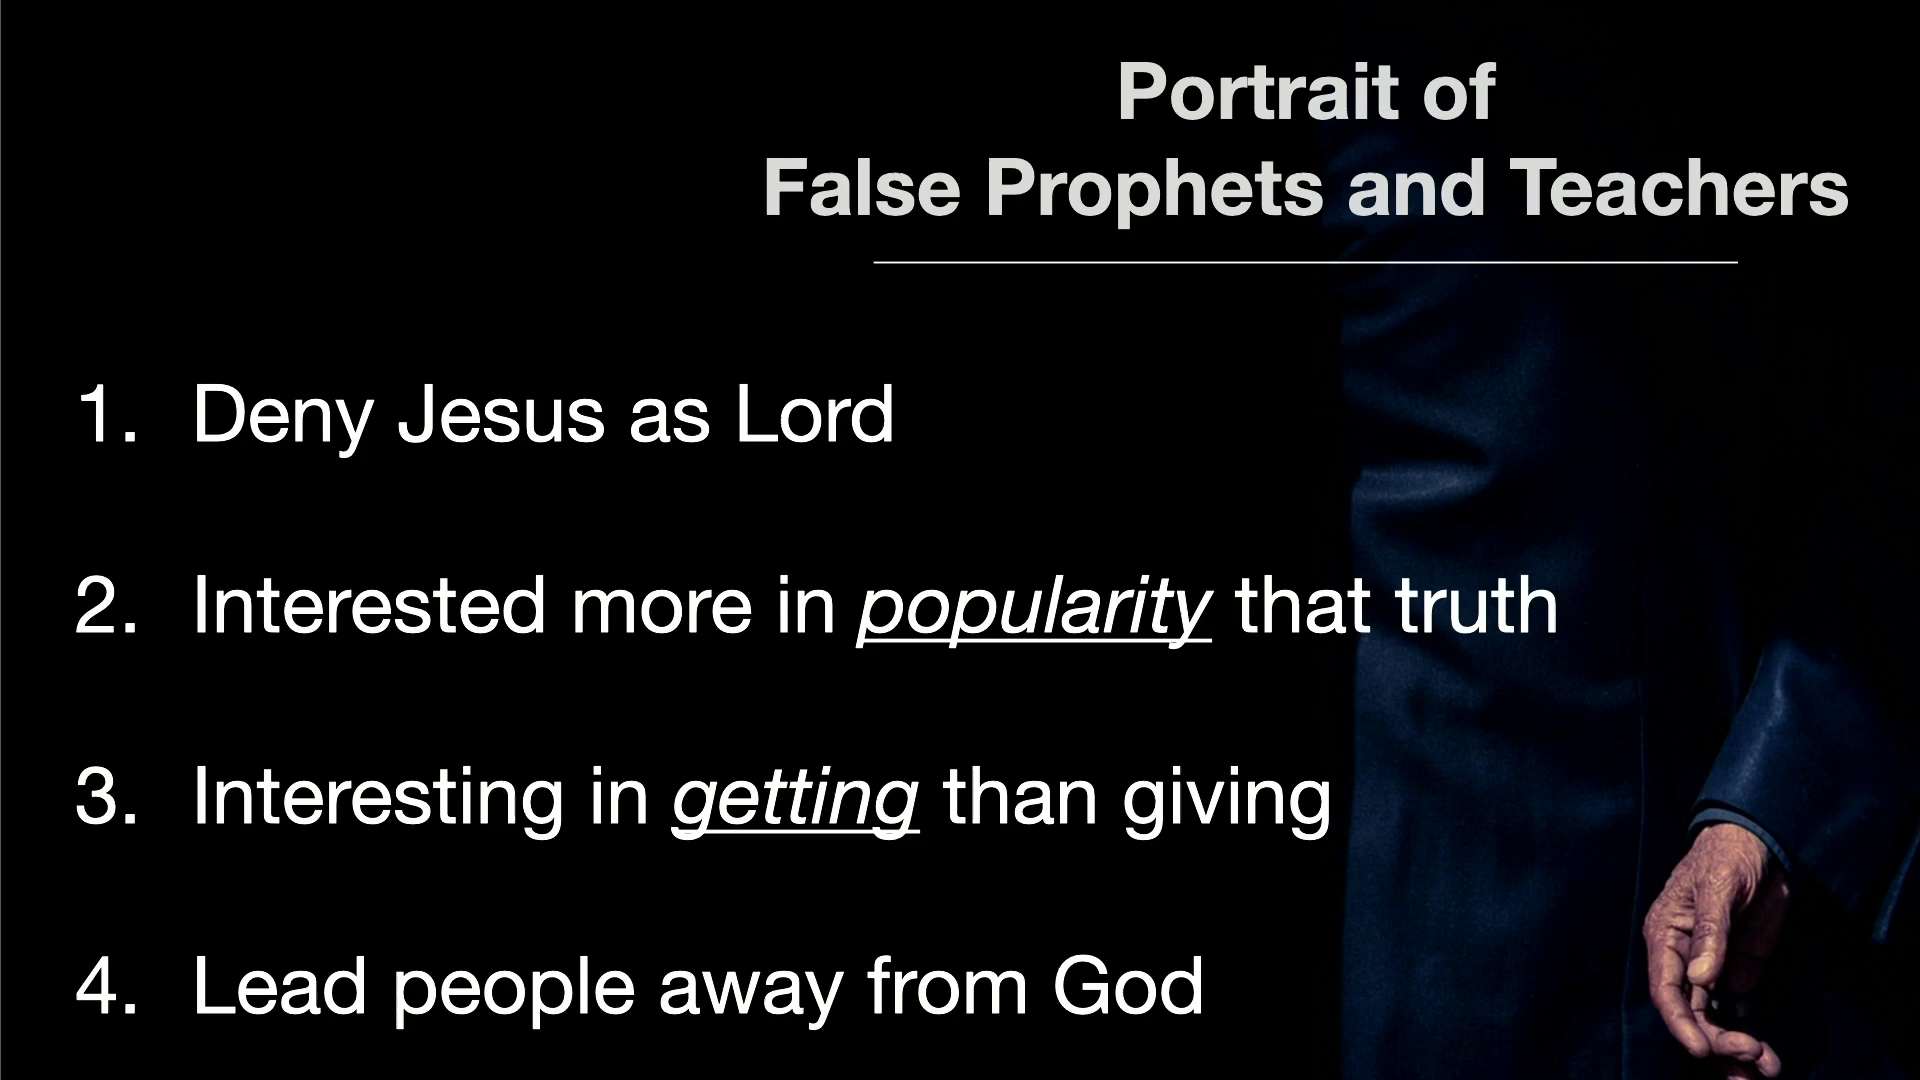 Portrait of
False Prophets and Teachers
1. Deny Jesus as Lord
2. Interested more in popularity that truth
3. Interesting in getting than giving
4. Lead people away from God